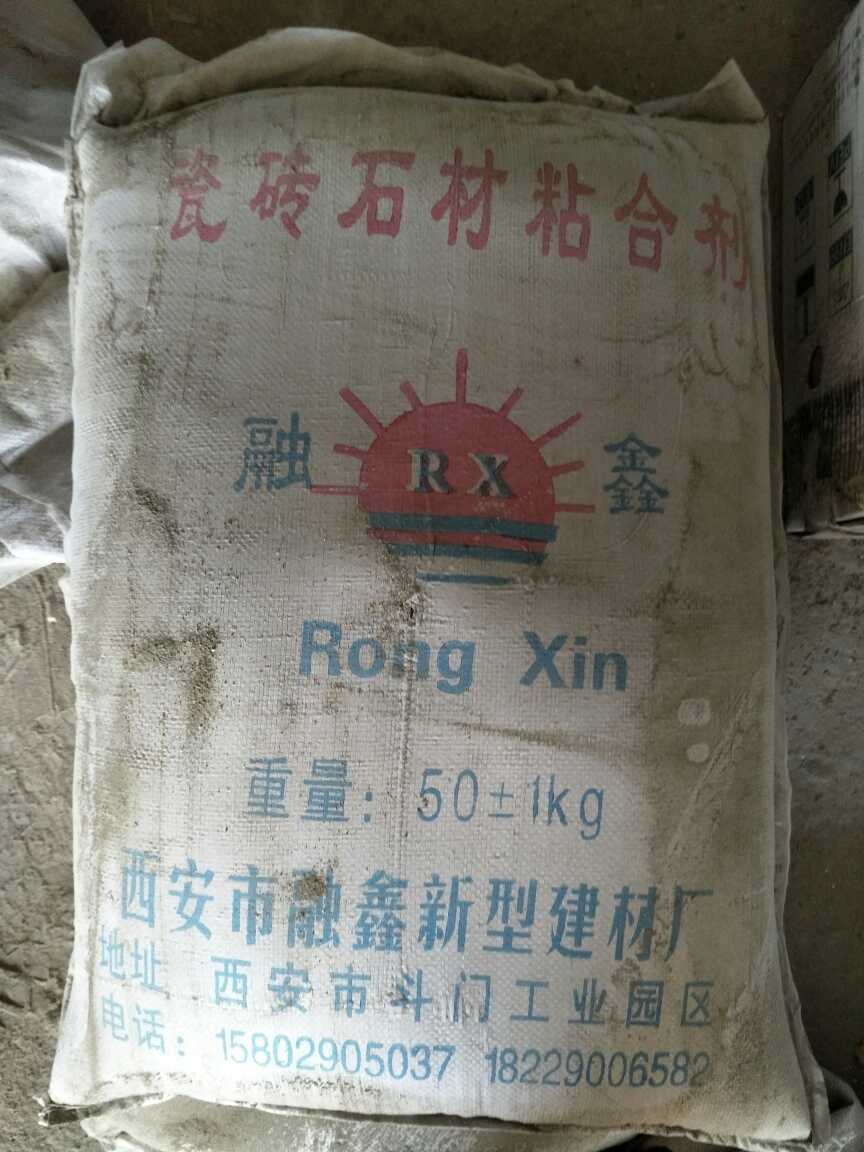 瓷砖石材粘合剂
融 RX 鑫
Rong Xin
重量：50±1kg
西安市融鑫新型建材厂
地址 西安市斗门工业园区
电话：15802905037 18229006582